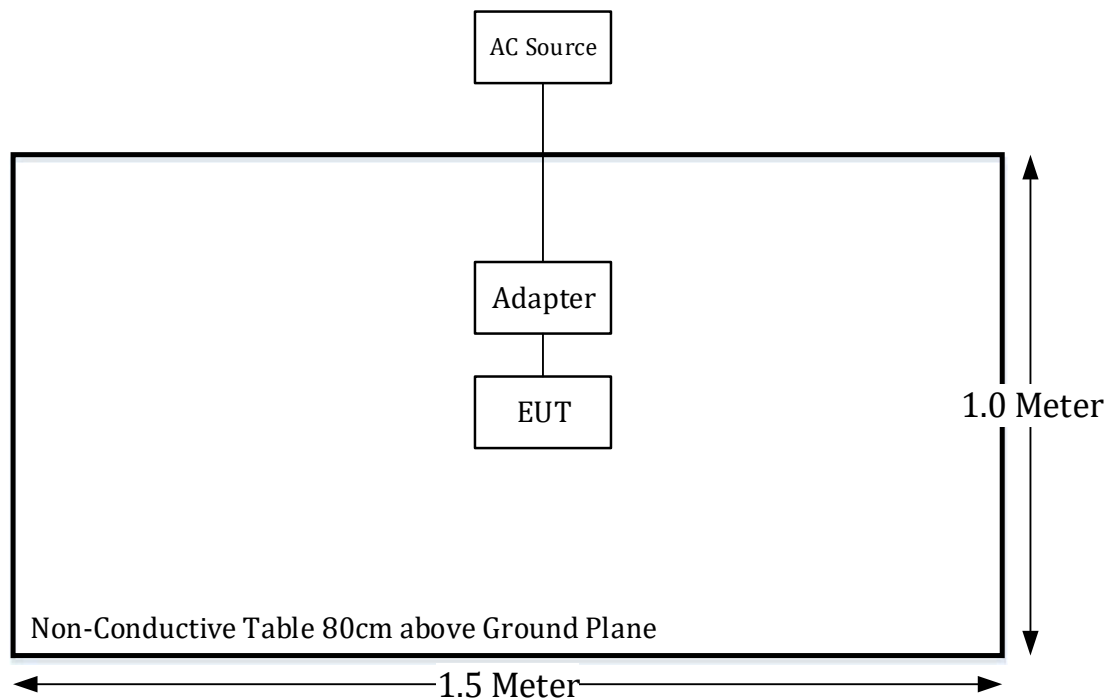 AC Source
Adapter
EUT
1.0 Meter
Non-Conductive Table 80cm above Ground Plane
1.5 Meter